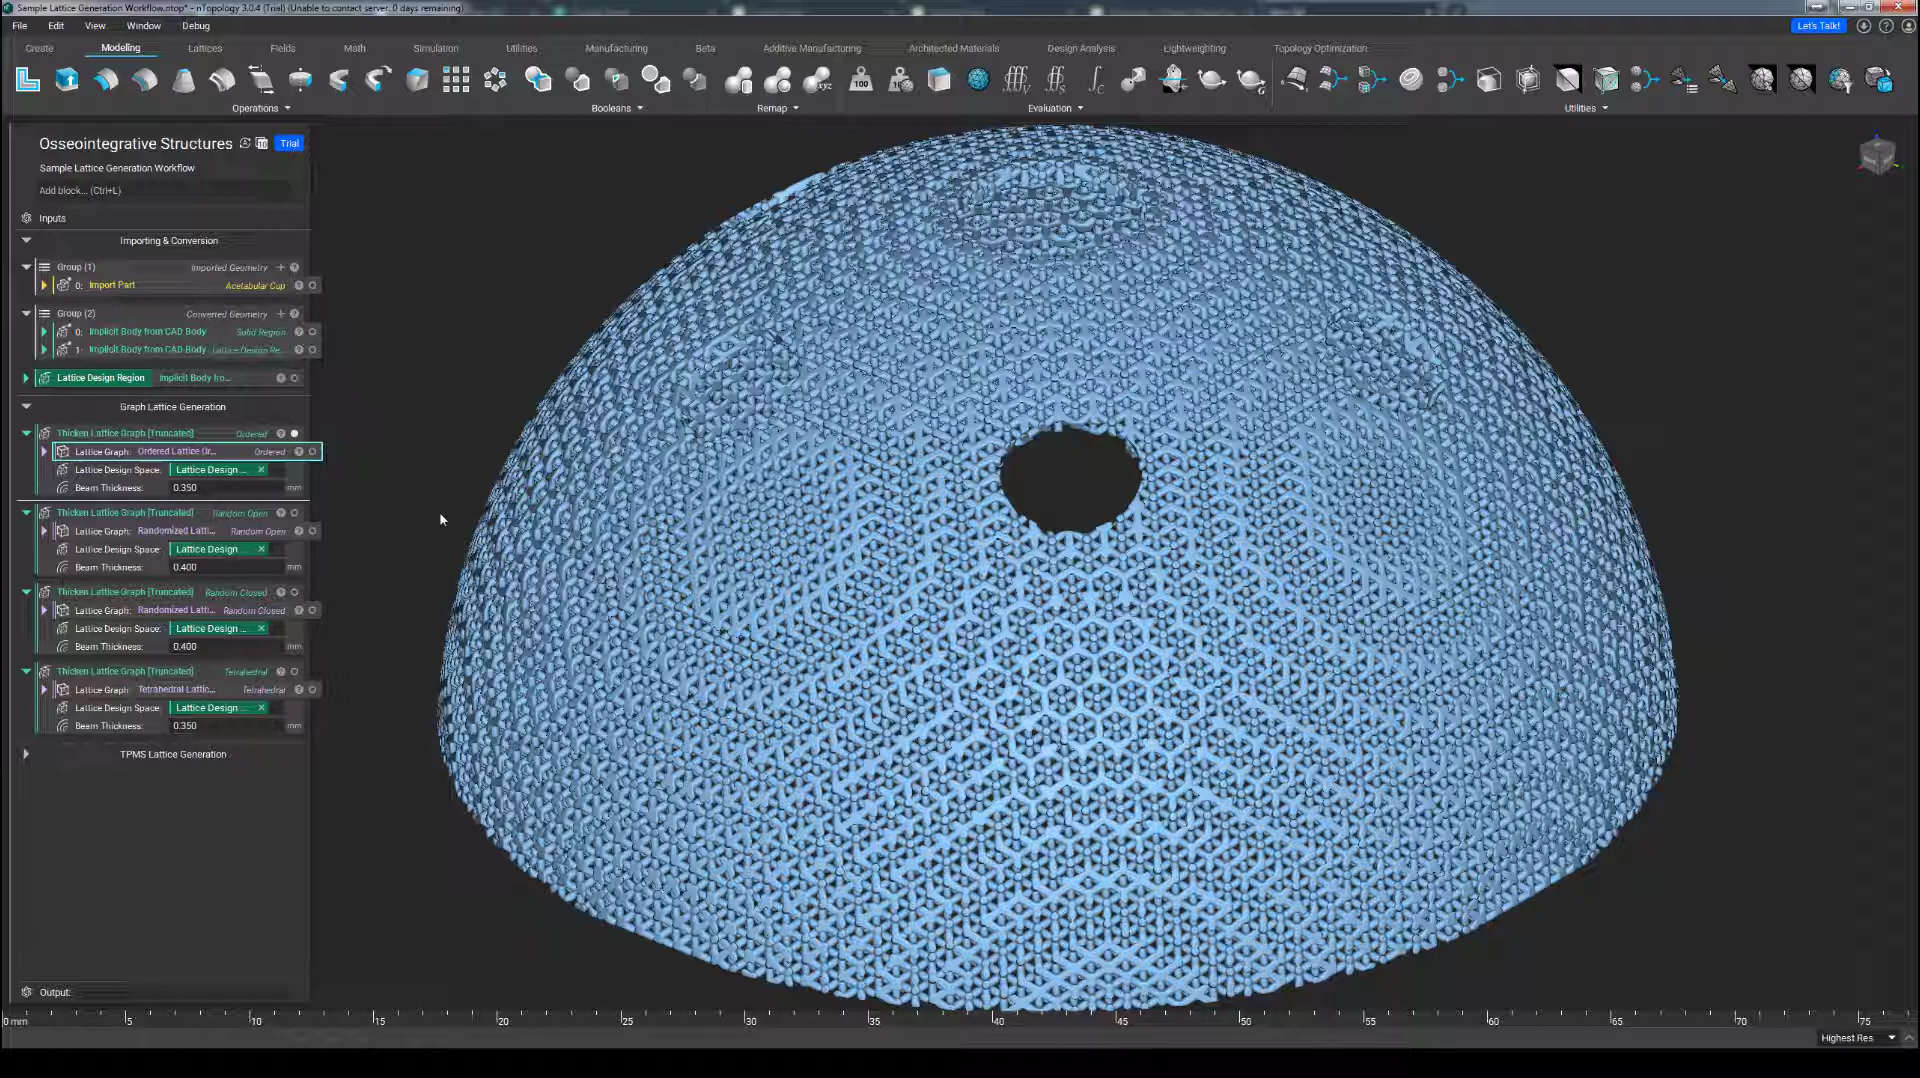 Sample Lattice Generation Workflow.ntop* - nTopology 3.0.4 (Trial) (Unable to contact server. 0 days remaining)
File Edit View Window Debug
Let's Talk!
Create Modeling Lattices Fields Math Simulation Utilities Manufacturing Beta Additive Manufacturing Architected Materials Design Analysis Lightweighting Topology Optimization
Operations Booleans Remap Evaluation Utilities
Osseointegrative Structures Trial
Sample Lattice Generation Workflow
Add block... (Ctrl+L)
Inputs
Importing & Conversion
Group (1) Imported Geometry
0: Import Part Acetabular Cup
Group (2) Converted Geometry
0: Implicit Body from CAD Body Solid Region
1: Implicit Body from CAD Body Lattice Design Re...
Lattice Design Region Implicit Body fro...
Graph Lattice Generation
Thicken Lattice Graph [Truncated] Ordered
Lattice Graph: Ordered Lattice (Ir... Ordered
Lattice Design Space: Lattice Design ...
Beam Thickness: 0.350 mm
Thicken Lattice Graph [Truncated] Random Open
Lattice Graph: Randomized Latti... Random Open
Lattice Design Space: Lattice Design ...
Beam Thickness: 0.400 mm
Thicken Lattice Graph [Truncated] Random Closed
Lattice Graph: Randomized Latti... Random Closed
Lattice Design Space: Lattice Design ...
Beam Thickness: 0.400 mm
Thicken Lattice Graph [Truncated] Tetrahedral
Lattice Graph: Tetrahedral Lattic... Tetrahedral
Lattice Design Space: Lattice Design ...
Beam Thickness: 0.350 mm
TPMS Lattice Generation
Output:
0 mm 5 10 15 20 25 30 35 40 45 50 55 60 65 70 75
Highest Res